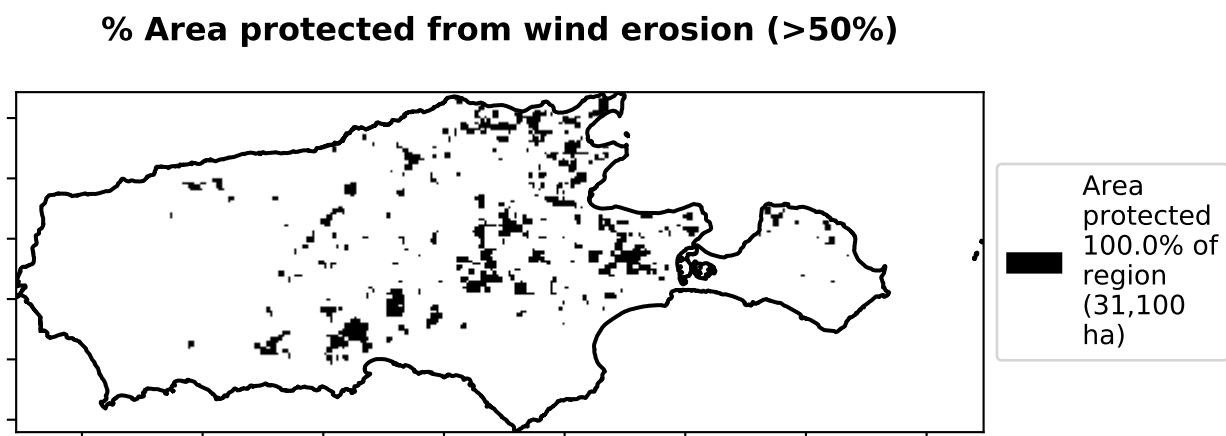 % Area protected from wind erosion (>50%)
Area
protected
100.0% of
region
(31,100
ha)